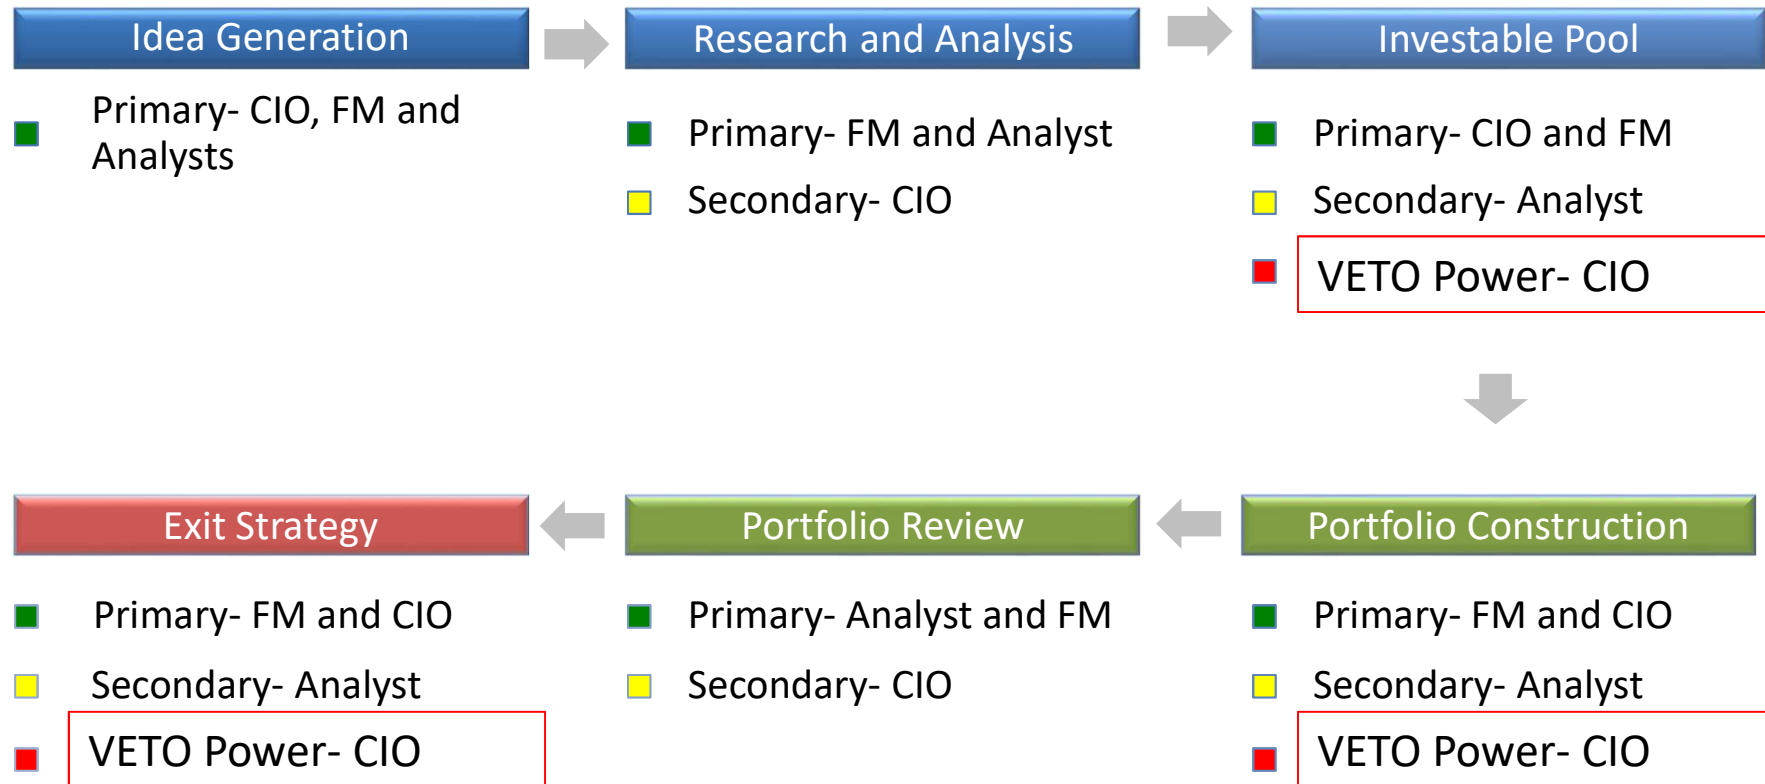 Idea Generation
Primary- CIO, FM and
Analysts
Research and Analysis
Primary- FM and Analyst
Secondary- CIO
Investable Pool
Primary- CIO and FM
Secondary- Analyst
VETO Power- CIO
Portfolio Construction
Primary- FM and CIO
Secondary- Analyst
VETO Power- CIO
Portfolio Review
Primary- Analyst and FM
Secondary- CIO
Exit Strategy
Primary- FM and CIO
Secondary- Analyst
VETO Power- CIO